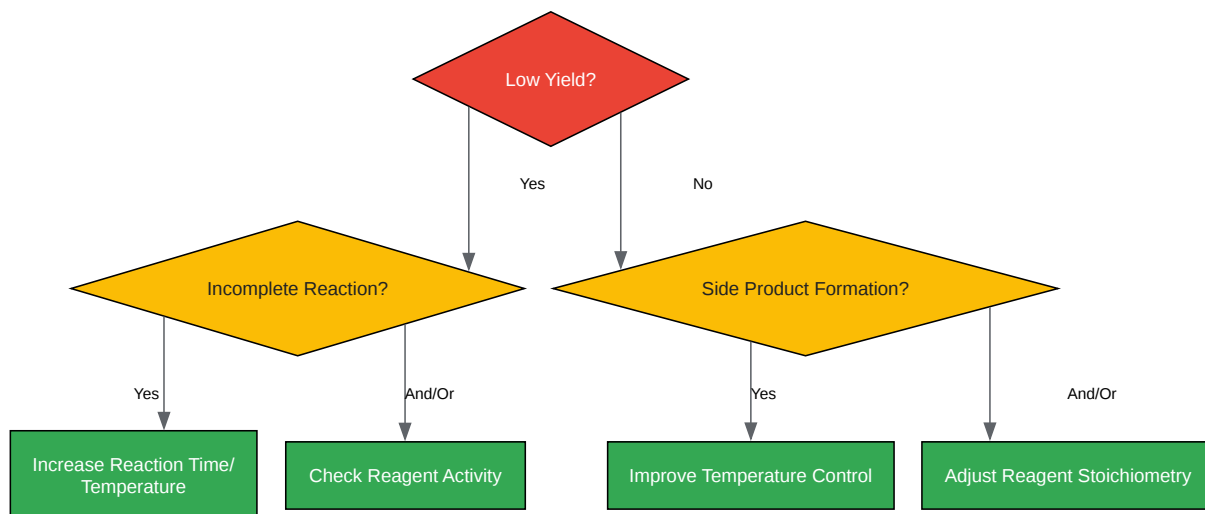 Low Yield?
Yes
No
Incomplete Reaction?
Side Product Formation?
Yes
And/Or
Yes
And/Or
Increase Reaction Time/
Temperature
Check Reagent Activity
Improve Temperature Control
Adjust Reagent Stoichiometry